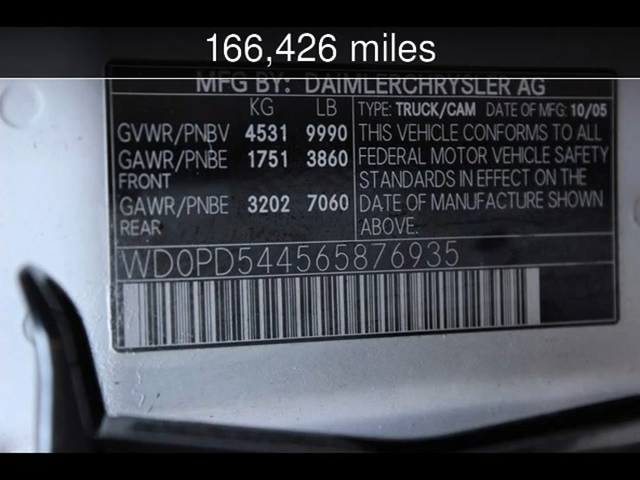 166,426 miles
MFG BY: DAIMLERCHRYSLER AG
KG LB
GVWR/PNBV 4531 9990
GAWR/PNBE 1751 3860
FRONT
GAWR/PNBE 3202 7060
REAR
TYPE: TRUCK/CAM DATE OF MFG: 10/05
THIS VEHICLE CONFORMS TO ALL
FEDERAL MOTOR VEHICLE SAFETY
STANDARDS IN EFFECT ON THE
DATE OF MANUFACTURE SHOWN
ABOVE.
WD0PD544565876935